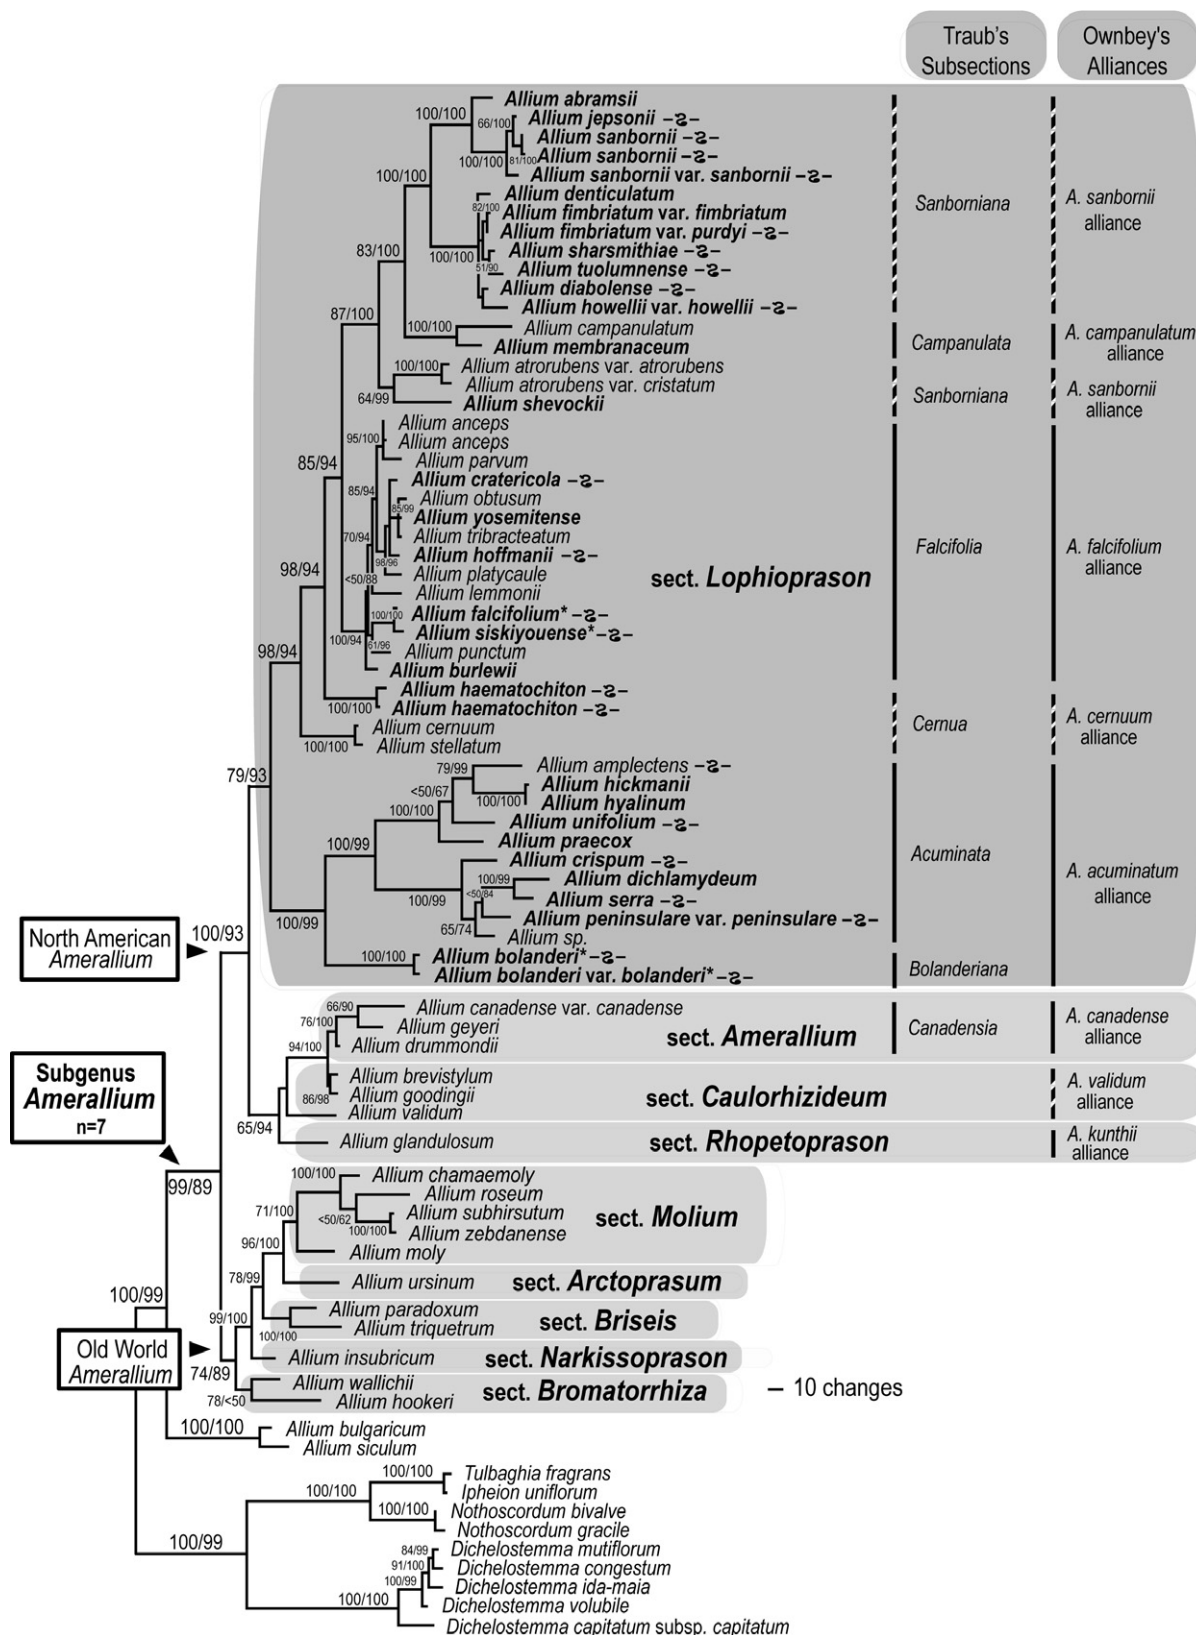 Traub's
Subsections
Ownbey's
Alliances
100/100
Allium abramsii
66/100
Allium jepsonii –S–
Allium sanbornii –S–
100/100
81/100
Allium sanbornii –S–
Allium sanbornii var. sanbornii –S–
100/100
Allium denticulatum
82/100
Allium fimbriatum var. fimbriatum
Allium fimbriatum var. purdyi –S–
83/100
100/100
Allium sharsmithiae –S–
51/90
Allium tuolumnense –S–
Allium diabolense –S–
Allium howellii var. howellii –S–
Sanborniana
A. sanbornii
alliance
87/100
100/100
Allium campanulatum
Allium membranaceum
Campanulata
A. campanulatum
alliance
100/100
Allium atrorubens var. atrorubens
Allium atrorubens var. cristatum
64/99
Allium shevockii
Sanborniana
A. sanbornii
alliance
Allium anceps
95/100
Allium anceps
Allium parvum
85/94
85/94
Allium cratericola –S–
Allium obtusum
85/99
Allium yosemitense
70/94
Allium tribracteatum
98/96
Allium hoffmanii –S–
<50/88
Allium platycaule
Allium lemmonii
100/100
Allium falcifolium* –S–
Allium siskiyouense* –S–
100/94
61/96
Allium punctum
Allium burlewii
sect. Lophioprason
Falcifolia
A. falcifolium
alliance
98/94
Allium haematochiton –S–
100/100
Allium haematochiton –S–
98/94
Allium cernuum
100/100
Allium stellatum
Cernua
A. cernuum
alliance
79/93
79/99
Allium amplectens –S–
<50/67
Allium hickmanii
100/100
Allium hyalinum
100/100
Allium unifolium –S–
Allium praecox
100/99
Allium crispum –S–
100/99
Allium dichlamydeum
100/99
<50/84
Allium serra –S–
Allium peninsulare var. peninsulare –S–
65/74
Allium sp.
Acuminata
A. acuminatum
alliance
100/99
100/100
Allium bolanderi* –S–
Allium bolanderi var. bolanderi* –S–
Bolanderiana
North American
Amerallium
100/93
66/90
Allium canadense var. canadense
76/100
Allium geyeri
Allium drummondii
sect. Amerallium
Canadensia
A. canadense
alliance
94/100
Allium brevistylum
86/98
Allium goodingii
Allium validum
sect. Caulorhizideum
A. validum
alliance
65/94
Allium glandulosum
sect. Rhopetoprason
A. kunthii
alliance
Subgenus
Amerallium
n=7
99/89
100/100
Allium chamaemoly
Allium roseum
71/100
<50/62
Allium subhirsutum
100/100
Allium zebdanense
Allium moly
sect. Molium
96/100
Allium ursinum
sect. Arctoprasum
78/99
Allium paradoxum
100/100
Allium triquetrum
sect. Briseis
100/99
99/100
Old World
Amerallium
Allium insubricum
sect. Narkissoprason
74/89
Allium wallichii
78/<50
Allium hookeri
sect. Bromatorrhiza
– 10 changes
100/100
Allium bulgaricum
Allium siculum
100/100
Tulbaghia fragrans
100/100
Ipheion uniflorum
100/100
Nothoscordum bivalve
Nothoscordum gracile
100/99
84/99
Dichelostemma mutiflorum
91/100
Dichelostemma congestum
100/99
Dichelostemma ida-maia
100/100
Dichelostemma volubile
Dichelostemma capitatum subsp. capitatum